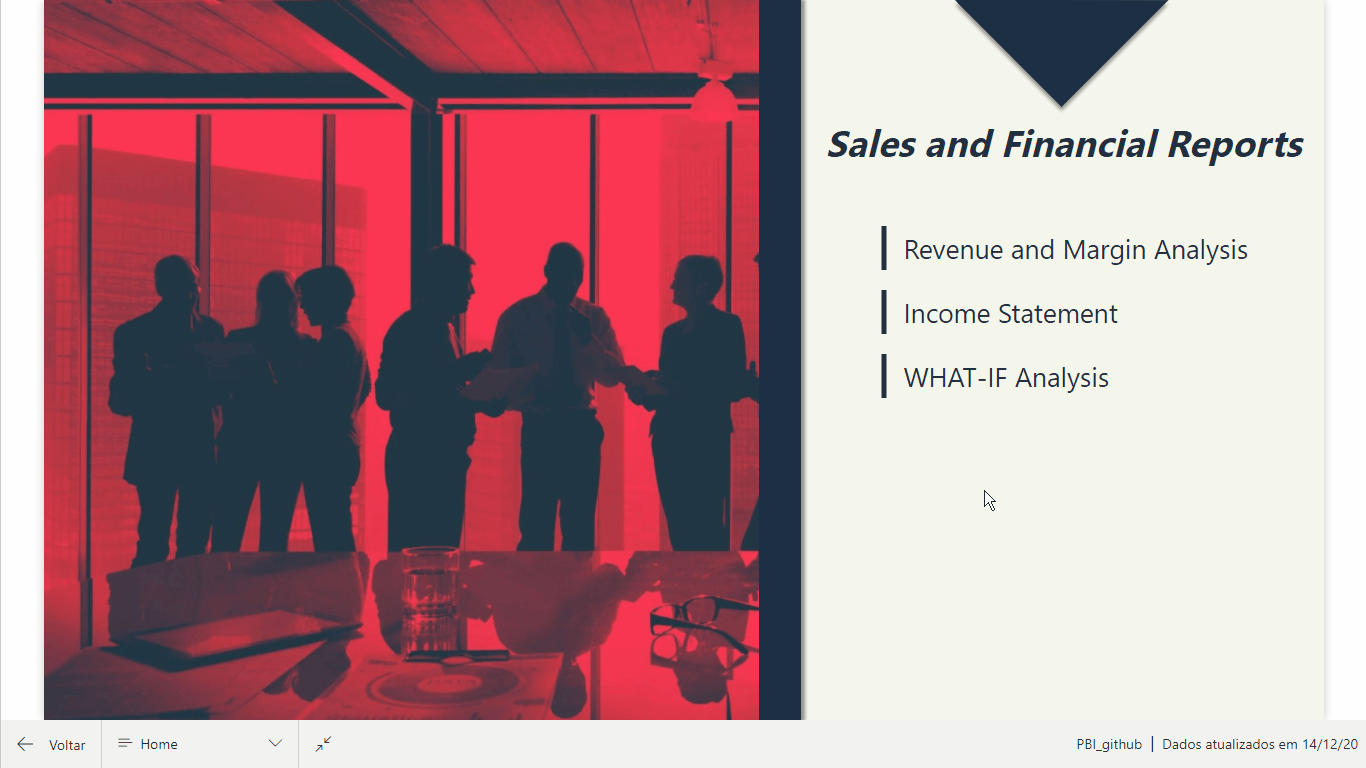 Sales and Financial Reports
Revenue and Margin Analysis
Income Statement
WHAT-IF Analysis
Voltar
Home
PBI_github | Dados atualizados em 14/12/20